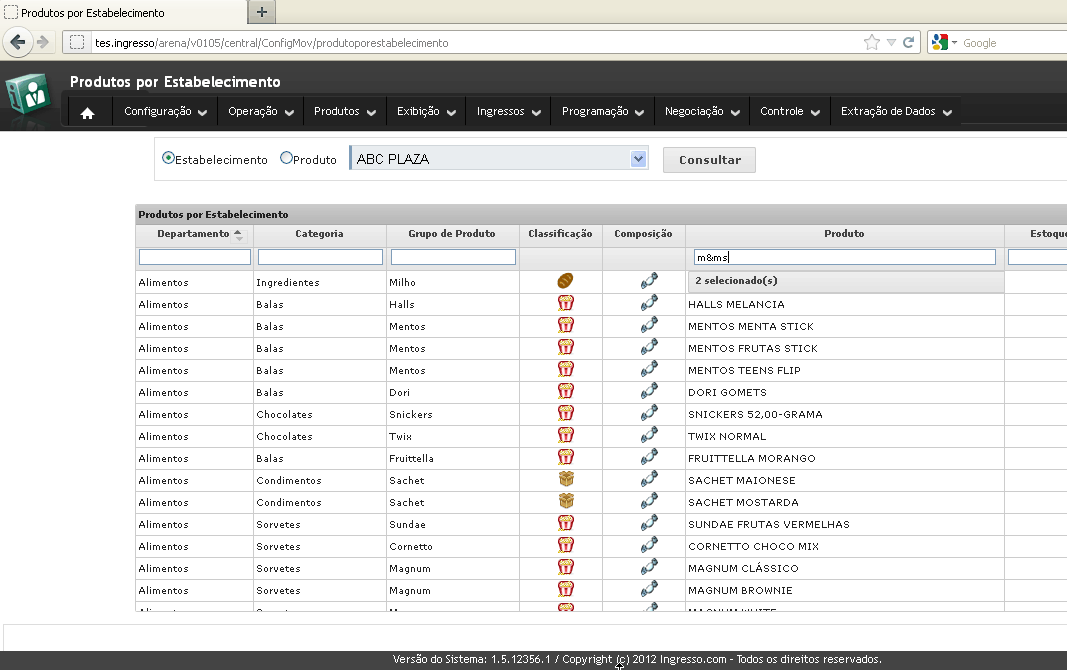 Produtos por Estabelecimento
+
tes.ingresso/arena/v0105/central/ConfigMov/produtoporestabelecimento
Google
Produtos por Estabelecimento
Configuração Operação Produtos Exibição Ingressos Programação Negociação Controle Extração de Dados
Estabelecimento Produto ABC PLAZA Consultar
Produtos por Estabelecimento
Departamento Categoria Grupo de Produto Classificação Composição Produto Estoque
m&ms
Alimentos Ingredientes Milho 2 selecionado(s)
Alimentos Balas Halls HALLS MELANCIA
Alimentos Balas Mentos MENTOS MENTA STICK
Alimentos Balas Mentos MENTOS FRUTAS STICK
Alimentos Balas Mentos MENTOS TEENS FLIP
Alimentos Balas Dori DORI GOMETS
Alimentos Chocolates Snickers SNICKERS 52,00-GRAMA
Alimentos Chocolates Twix TWIX NORMAL
Alimentos Balas Fruittella FRUITTELLA MORANGO
Alimentos Condimentos Sachet SACHET MAIONESE
Alimentos Condimentos Sachet SACHET MOSTARDA
Alimentos Sorvetes Sundae SUNDAE FRUTAS VERMELHAS
Alimentos Sorvetes Cornetto CORNETTO CHOCO MIX
Alimentos Sorvetes Magnum MAGNUM CLÁSSICO
Alimentos Sorvetes Magnum MAGNUM BROWNIE
Versão do Sistema: 1.5.12356.1 / Copyright (c) 2012 Ingresso.com - Todos os direitos reservados.